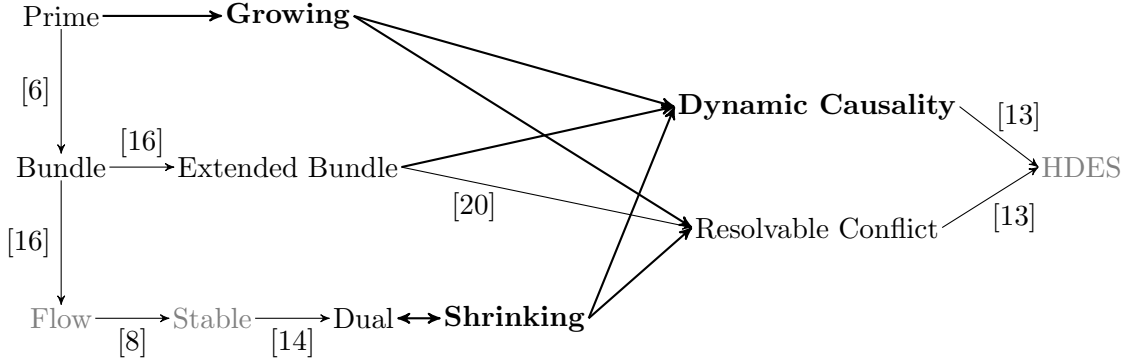 Prime Growing
[6]
Dynamic Causality [13]
[16]
Bundle Extended Bundle HDES
[20]
[16] Resolvable Conflict [13]
Flow Stable Dual Shrinking
[8] [14]